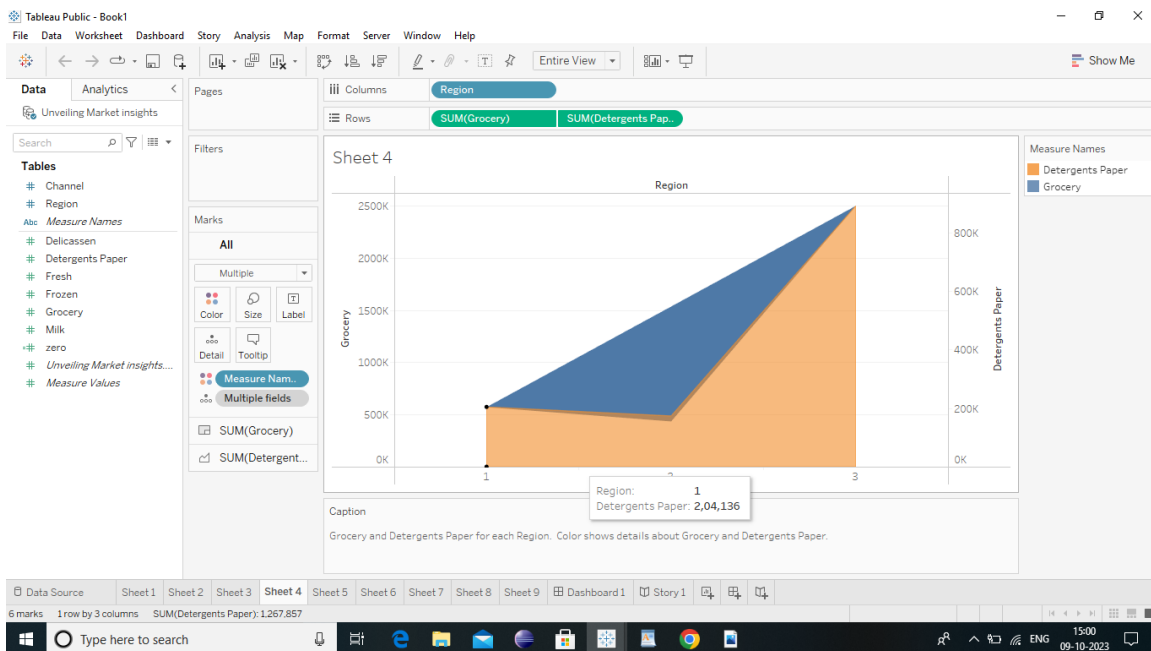 Tableau Public - Book1
File Data Worksheet Dashboard Story Analysis Map Format Server Window Help
Entire View
Show Me
Data Analytics
Unveiling Market insights
Search
Tables
# Channel
# Region
Abc Measure Names
# Delicassen
# Detergents Paper
# Fresh
# Frozen
# Grocery
# Milk
# zero
# Unveiling Market insights....
# Measure Values
Pages
Filters
Marks
All
Multiple
Color Size Label
Detail Tooltip
Measure Nam..
Multiple fields
SUM(Grocery)
SUM(Detergent...
Columns Region
Rows SUM(Grocery) SUM(Detergents Pap..
Sheet 4
Region
2500K
2000K
1500K
1000K
500K
0K
Grocery
800K
600K
400K
200K
0K
Detergents Paper
1 3
Region: 1
Detergents Paper: 2,04,136
Caption
Grocery and Detergents Paper for each Region. Color shows details about Grocery and Detergents Paper.
Measure Names
Detergents Paper
Grocery
Data Source Sheet 1 Sheet 2 Sheet 3 Sheet 4 Sheet 5 Sheet 6 Sheet 7 Sheet 8 Sheet 9 Dashboard 1 Story 1
6 marks 1 row by 3 columns SUM(Detergents Paper): 1,267,857
Type here to search
ENG
15:00
09-10-2023